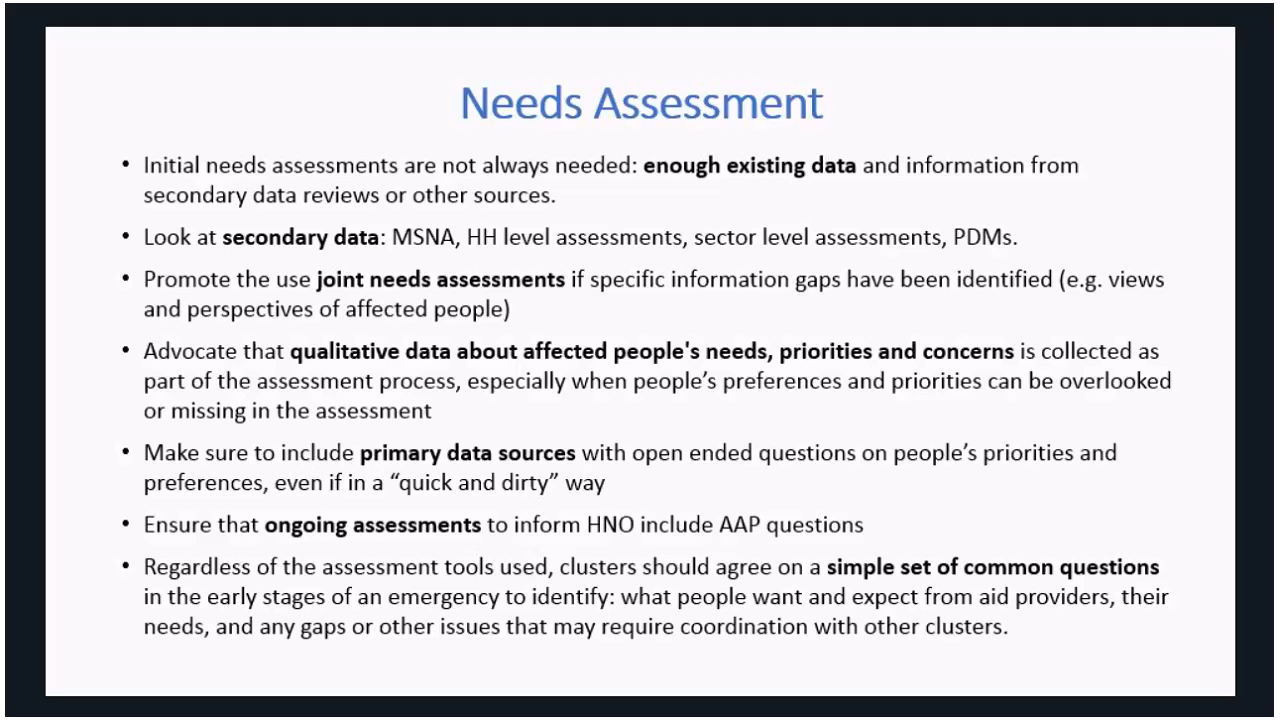 Needs Assessment
• Initial needs assessments are not always needed: enough existing data and information from
secondary data reviews or other sources.
• Look at secondary data: MSNA, HH level assessments, sector level assessments, PDMs.
• Promote the use joint needs assessments if specific information gaps have been identified (e.g. views
and perspectives of affected people)
• Advocate that qualitative data about affected people's needs, priorities and concerns is collected as
part of the assessment process, especially when people’s preferences and priorities can be overlooked
or missing in the assessment
• Make sure to include primary data sources with open ended questions on people’s priorities and
preferences, even if in a “quick and dirty” way
• Ensure that ongoing assessments to inform HNO include AAP questions
• Regardless of the assessment tools used, clusters should agree on a simple set of common questions
in the early stages of an emergency to identify: what people want and expect from aid providers, their
needs, and any gaps or other issues that may require coordination with other clusters.